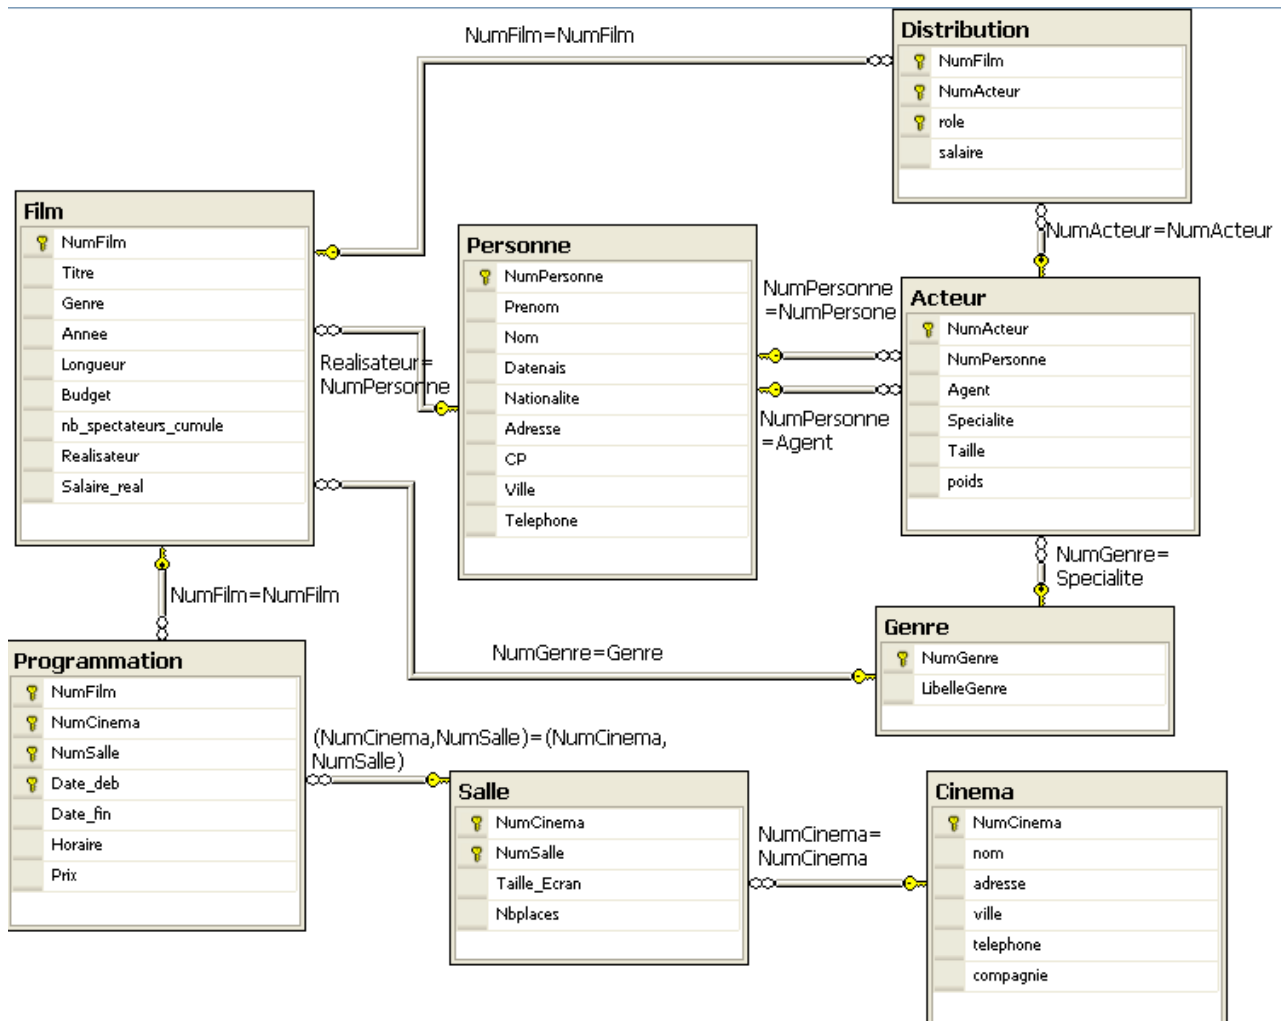 NumFilm=NumFilm
Distribution
NumFilm
NumActeur
role
salaire
NumActeur=NumActeur
Film
NumFilm
Titre
Genre
Annee
Longueur
Budget
nb_spectateurs_cumule
Realisateur
Salaire_real
Realisateur=
NumPersonne
Personne
NumPersonne
Prenom
Nom
Datenais
Nationalite
Adresse
CP
Ville
Telephone
NumPersonne
=NumPersone
NumPersonne
=Agent
Acteur
NumActeur
NumPersonne
Agent
Specialite
Taille
poids
NumGenre=
Specialite
NumFilm=NumFilm
NumGenre=Genre
Genre
NumGenre
LibelleGenre
Programmation
NumFilm
NumCinema
NumSalle
Date_deb
Date_fin
Horaire
Prix
(NumCinema,NumSalle)=(NumCinema,
NumSalle)
Salle
NumCinema
NumSalle
Taille_Ecran
Nbplaces
NumCinema=
NumCinema
Cinema
NumCinema
nom
adresse
ville
telephone
compagnie